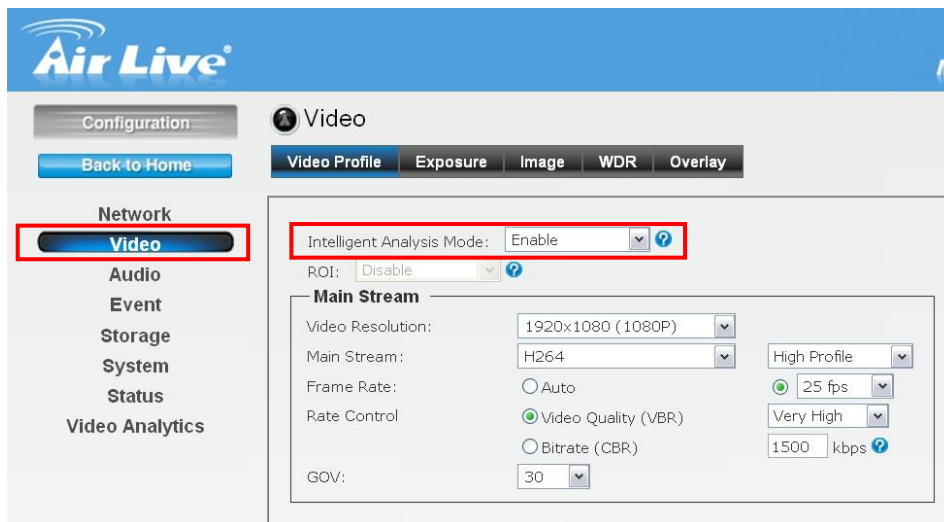 Air Live®
Configuration
Back to Home
Network
Video
Audio
Event
Storage
System
Status
Video Analytics
Video
Video Profile Exposure Image WDR Overlay
Intelligent Analysis Mode: Enable ?
ROI: Disable ?
Main Stream
Video Resolution: 1920x1080 (1080P)
Main Stream: H264 High Profile
Frame Rate: Auto 25 fps
Rate Control Video Quality (VBR) Very High
Bitrate (CBR) 1500 kbps ?
GOV: 30